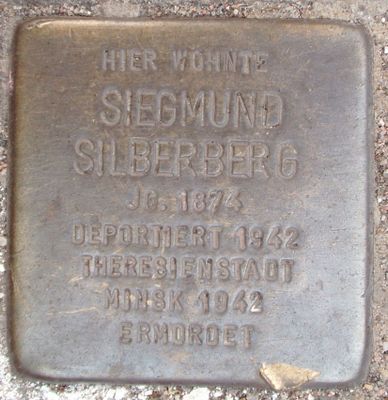 HIER WOHNTE
SIEGMUND
SILBERBERG
JG. 1874
DEPORTIERT 1942
THERESIENSTADT
MINSK 1942
ERMORDET